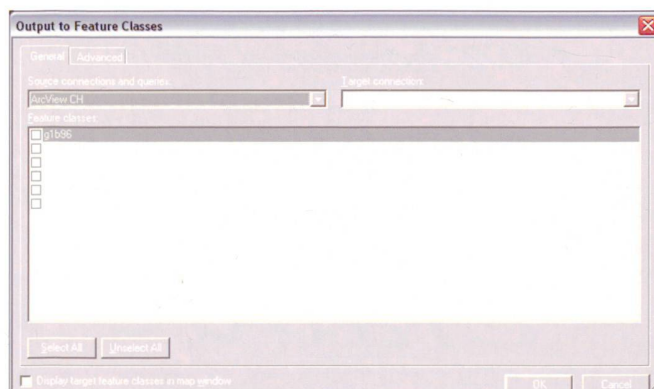 Output to Feature Classes
General Advanced
Source connections and queries: Target connection:
ArcView CH
Feature classes:
g1b96
Select All Unselect All
Display target feature classes in map window
OK Cancel